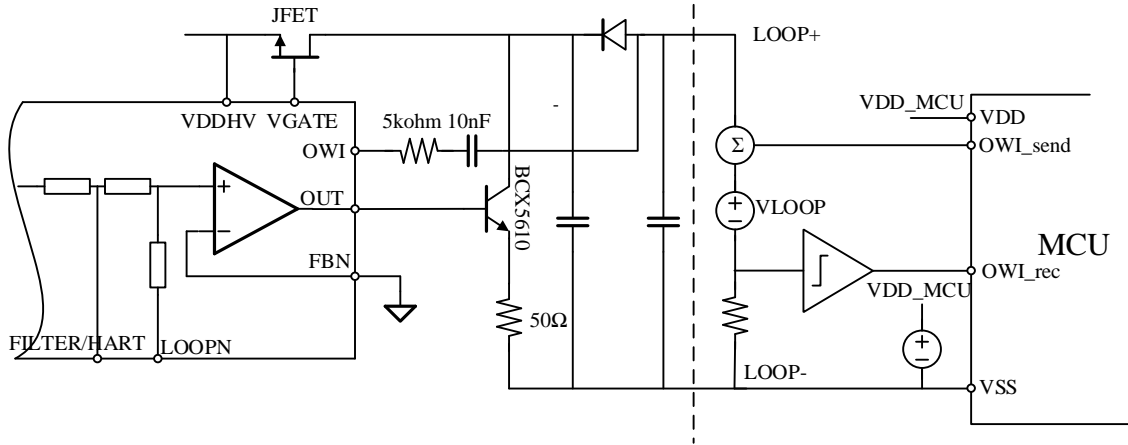 JFET
LOOP+
VDDHV
VGATE
VDD_MCU
VDD
5kohm 10nF
OWI
OWI_send
Σ
BCX5610
OUT
+
-
+
-
VLOOP
MCU
FBN
OWI_rec
VDD_MCU
50Ω
+
-
FILTER/HART
LOOPN
LOOP-
VSS